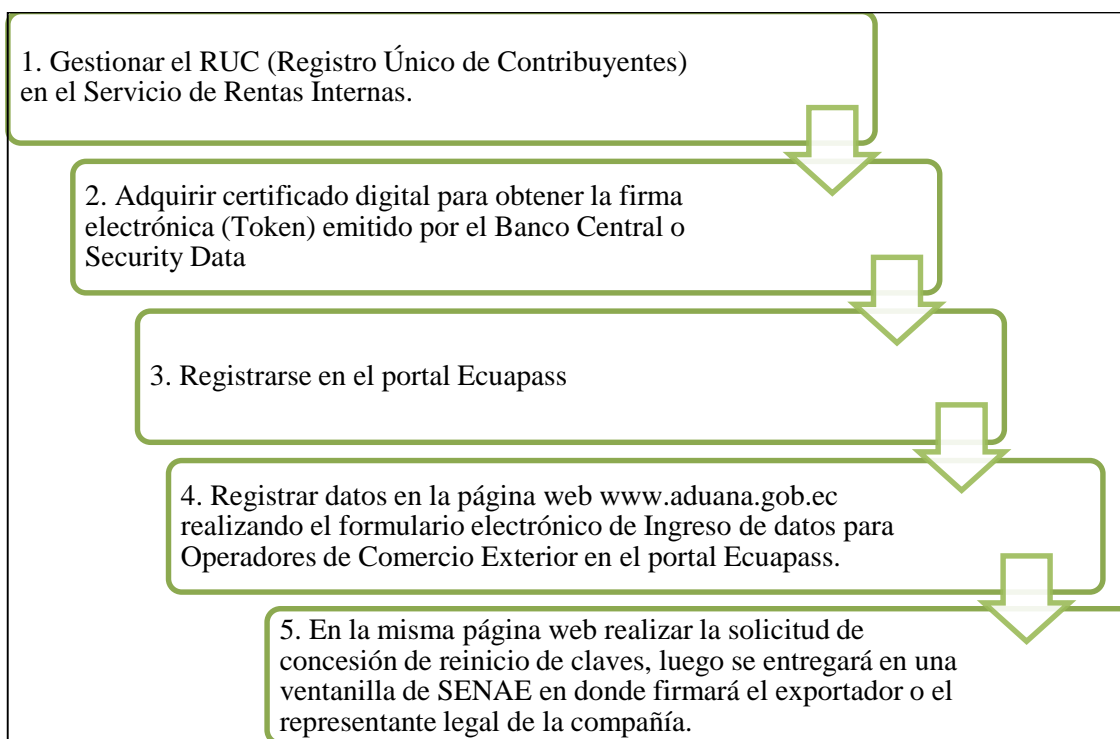 1. Gestionar el RUC (Registro Único de Contribuyentes)
en el Servicio de Rentas Internas.
2. Adquirir certificado digital para obtener la firma
electrónica (Token) emitido por el Banco Central o
Security Data
3. Registrarse en el portal Ecuapass
4. Registrar datos en la página web www.aduana.gob.ec
realizando el formulario electrónico de Ingreso de datos para
Operadores de Comercio Exterior en el portal Ecuapass.
5. En la misma página web realizar la solicitud de
concesión de reinicio de claves, luego se entregará en una
ventanilla de SENAE en donde firmará el exportador o el
representante legal de la compañía.